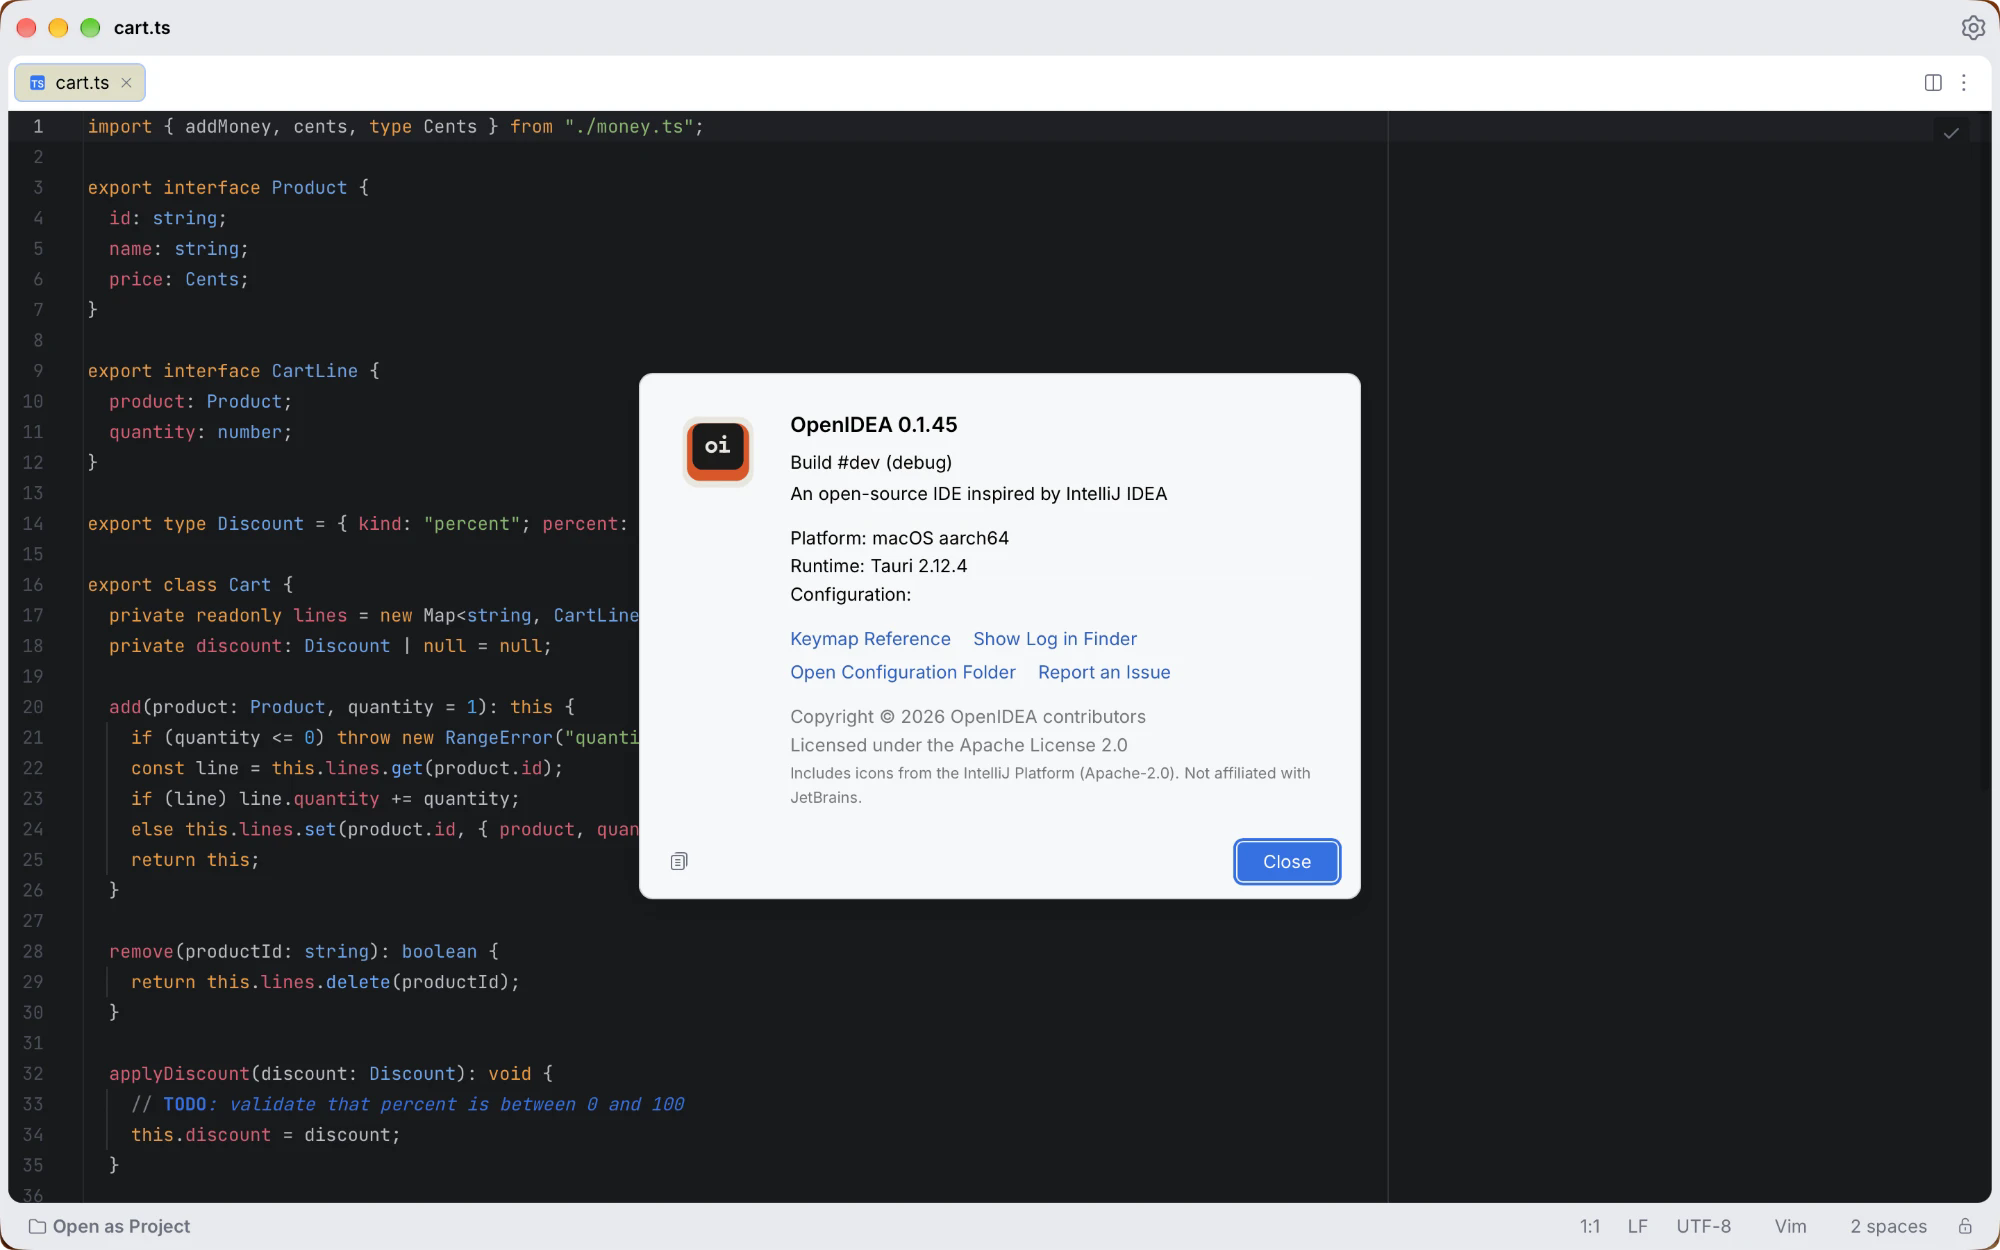 cart.ts
TS cart.ts
1 import { addMoney, cents, type Cents } from "./money.ts";
2
3 export interface Product {
4 id: string;
5 name: string;
6 price: Cents;
7 }
8
9 export interface CartLine {
10 product: Product;
11 quantity: number;
12 }
13
14 export type Discount = { kind: "percent"; percent:
15
16 export class Cart {
17 private readonly lines = new Map<string, CartLine
18 private discount: Discount | null = null;
19
20 add(product: Product, quantity = 1): this {
21 if (quantity <= 0) throw new RangeError("quanti
22 const line = this.lines.get(product.id);
23 if (line) line.quantity += quantity;
24 else this.lines.set(product.id, { product, quan
25 return this;
26 }
27
28 remove(productId: string): boolean {
29 return this.lines.delete(productId);
30 }
31
32 applyDiscount(discount: Discount): void {
33 // TODO: validate that percent is between 0 and 100
34 this.discount = discount;
35 }
36
oi
OpenIDEA 0.1.45
Build #dev (debug)
An open-source IDE inspired by IntelliJ IDEA
Platform: macOS aarch64
Runtime: Tauri 2.12.4
Configuration:
Keymap Reference Show Log in Finder
Open Configuration Folder Report an Issue
Copyright © 2026 OpenIDEA contributors
Licensed under the Apache License 2.0
Includes icons from the IntelliJ Platform (Apache-2.0). Not affiliated with
JetBrains.
Close
Open as Project 1:1 LF UTF-8 Vim 2 spaces